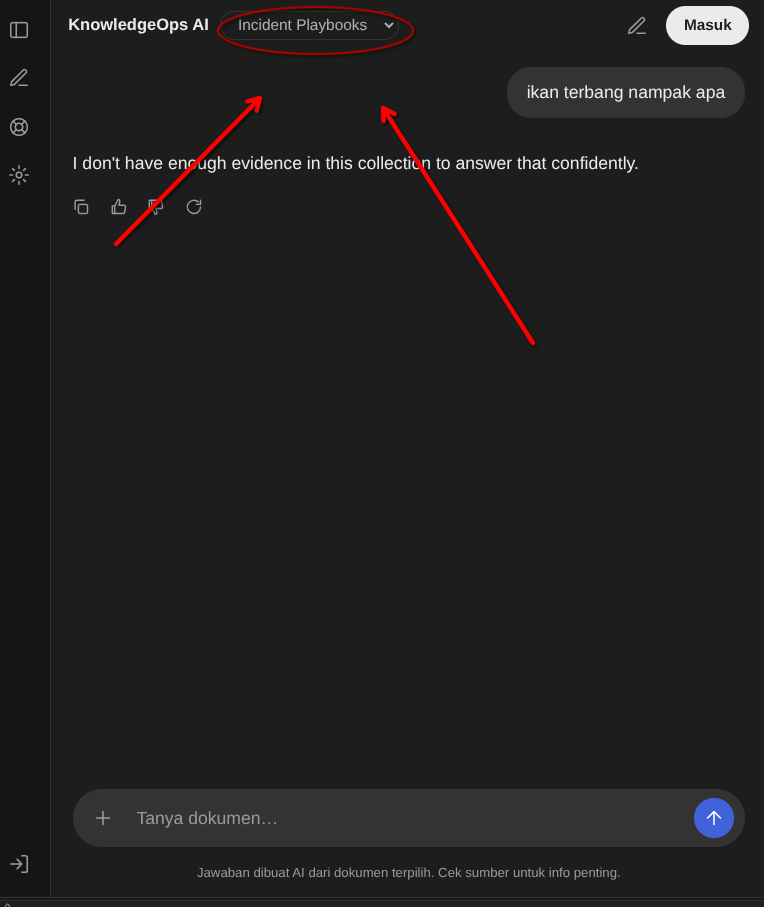 KnowledgeOps AI
Incident Playbooks
Masuk
ikan terbang nampak apa
I don't have enough evidence in this collection to answer that confidently.
Tanya dokumen…
Jawaban dibuat AI dari dokumen terpilih. Cek sumber untuk info penting.